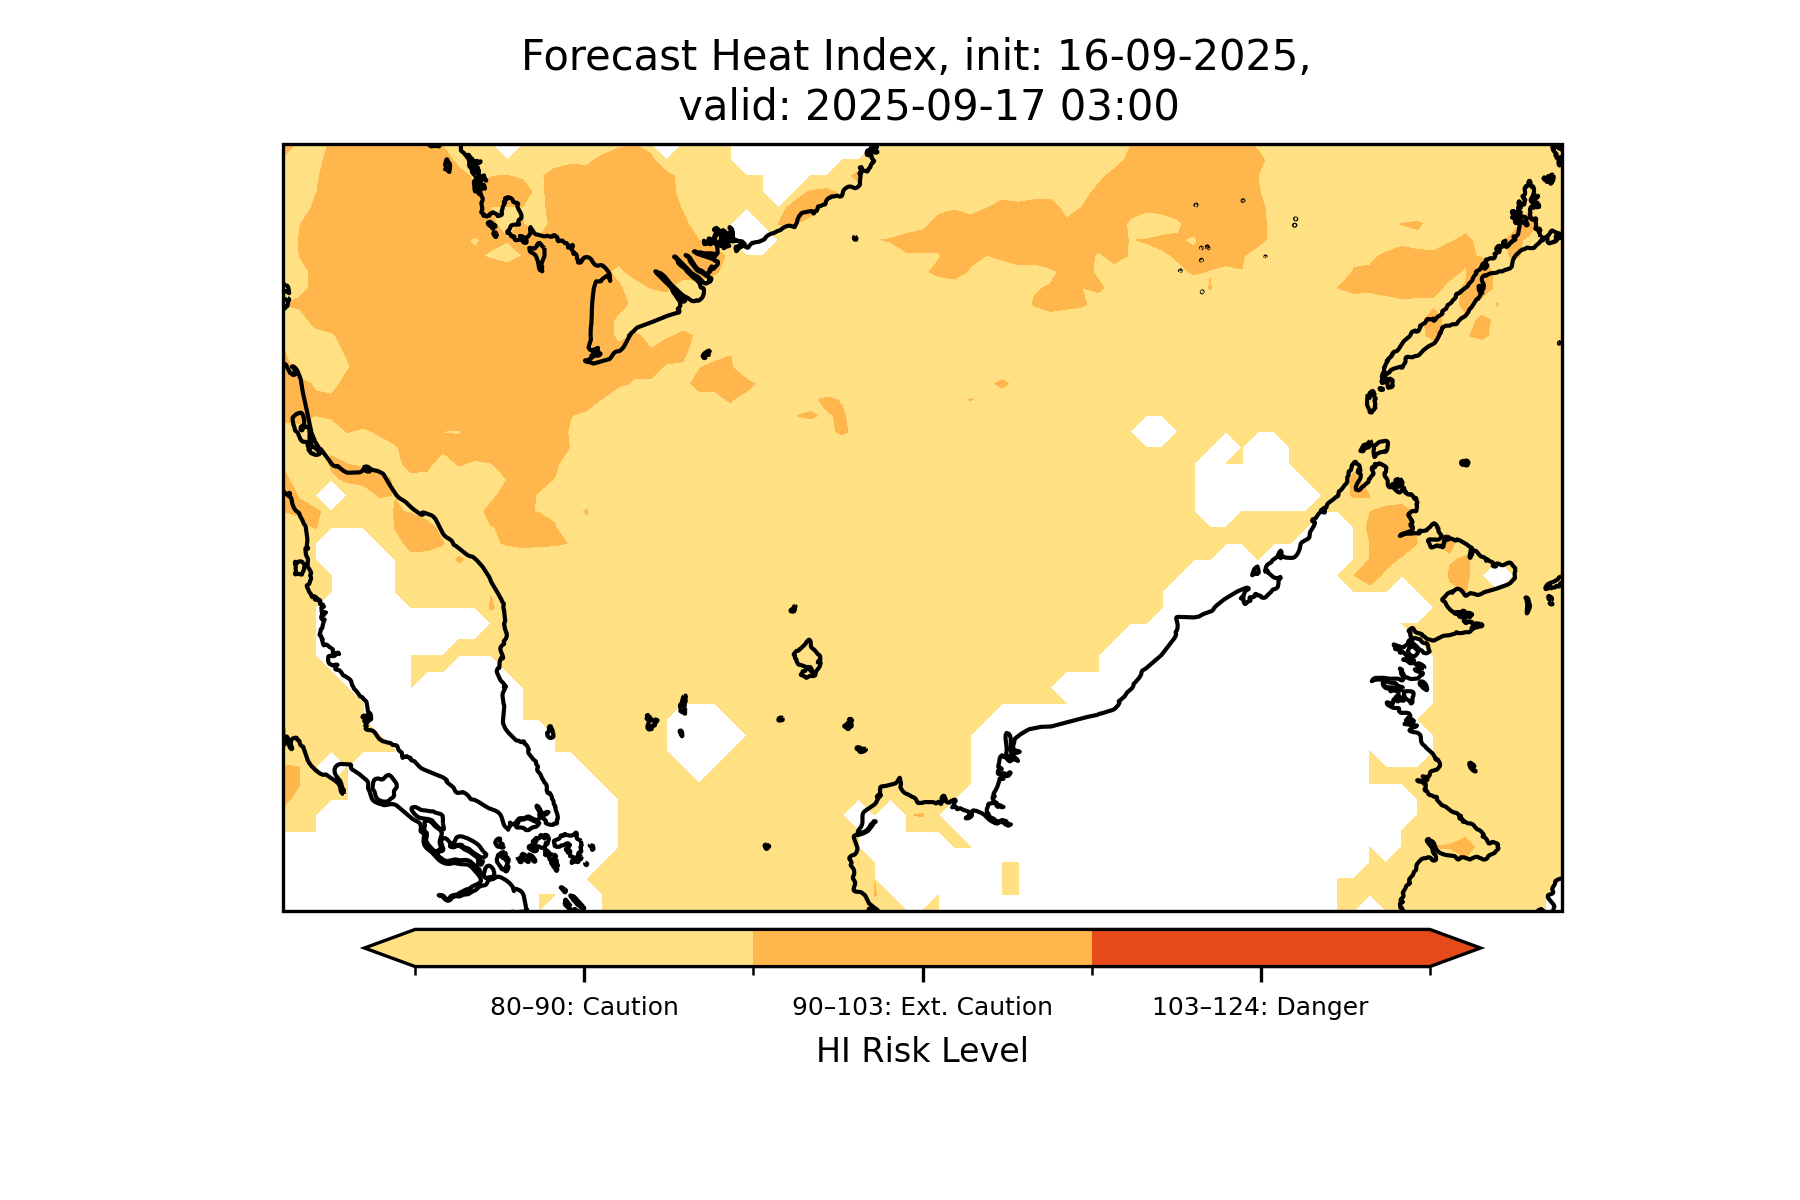 Forecast Heat Index, init: 16-09-2025,
valid: 2025-09-17 03:00
80–90: Caution
90–103: Ext. Caution
103–124: Danger
HI Risk Level